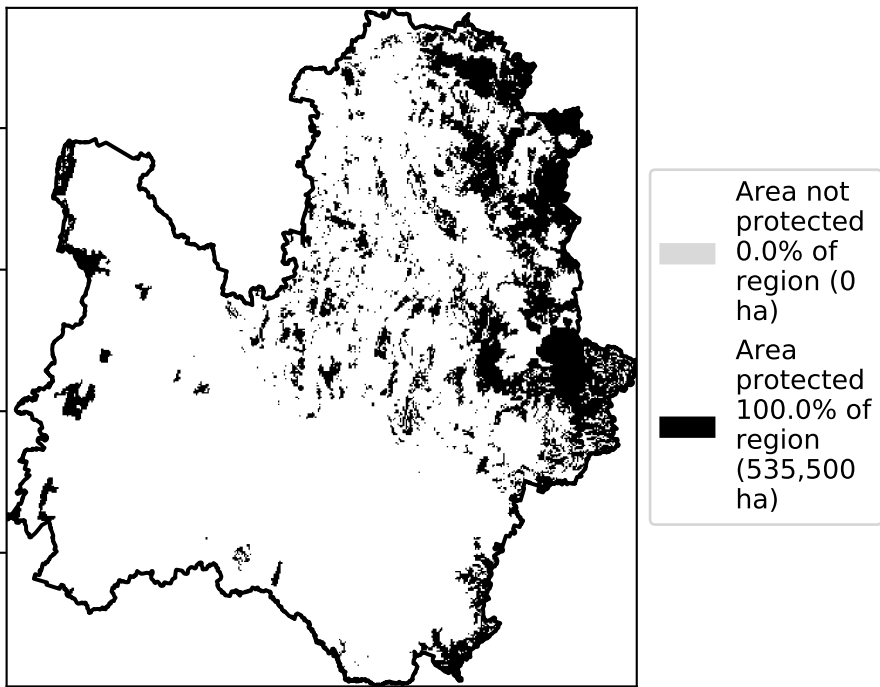 Area not
protected
0.0% of
region (0
ha)
Area
protected
100.0% of
region
(535,500
ha)